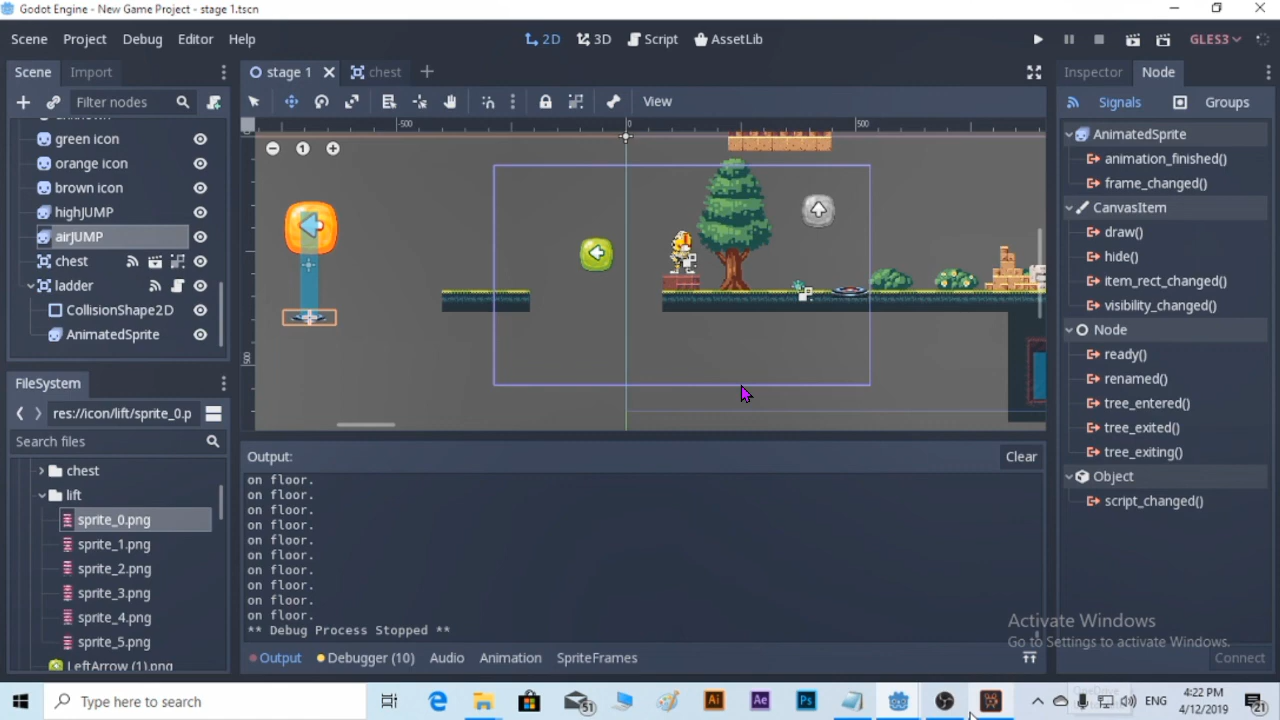 Godot Engine - New Game Project - stage 1.tscn
Scene Project Debug Editor Help
2D 3D Script AssetLib
GLES3
Scene Import
stage 1 chest
Inspector Node
Filter nodes
View
Signals Groups
green icon
orange icon
brown icon
highJUMP
airJUMP
chest
ladder
CollisionShape2D
AnimatedSprite
-500 0 500
1
500
AnimatedSprite
animation_finished()
frame_changed()
CanvasItem
draw()
hide()
item_rect_changed()
visibility_changed()
Node
ready()
renamed()
tree_entered()
tree_exited()
tree_exiting()
Object
script_changed()
FileSystem
res://icon/lift/sprite_0.p
Search files
chest
lift
sprite_0.png
sprite_1.png
sprite_2.png
sprite_3.png
sprite_4.png
sprite_5.png
LeftArrow (1).png
Output:
Clear
on floor.
on floor.
on floor.
on floor.
on floor.
on floor.
on floor.
on floor.
on floor.
on floor.
** Debug Process Stopped **
Output Debugger (10) Audio Animation SpriteFrames
Activate Windows
Go to Settings to activate Windows.
Connect
Type here to search
51
Ai
Ae
Ps
ENG
4:22 PM
4/12/2019
21